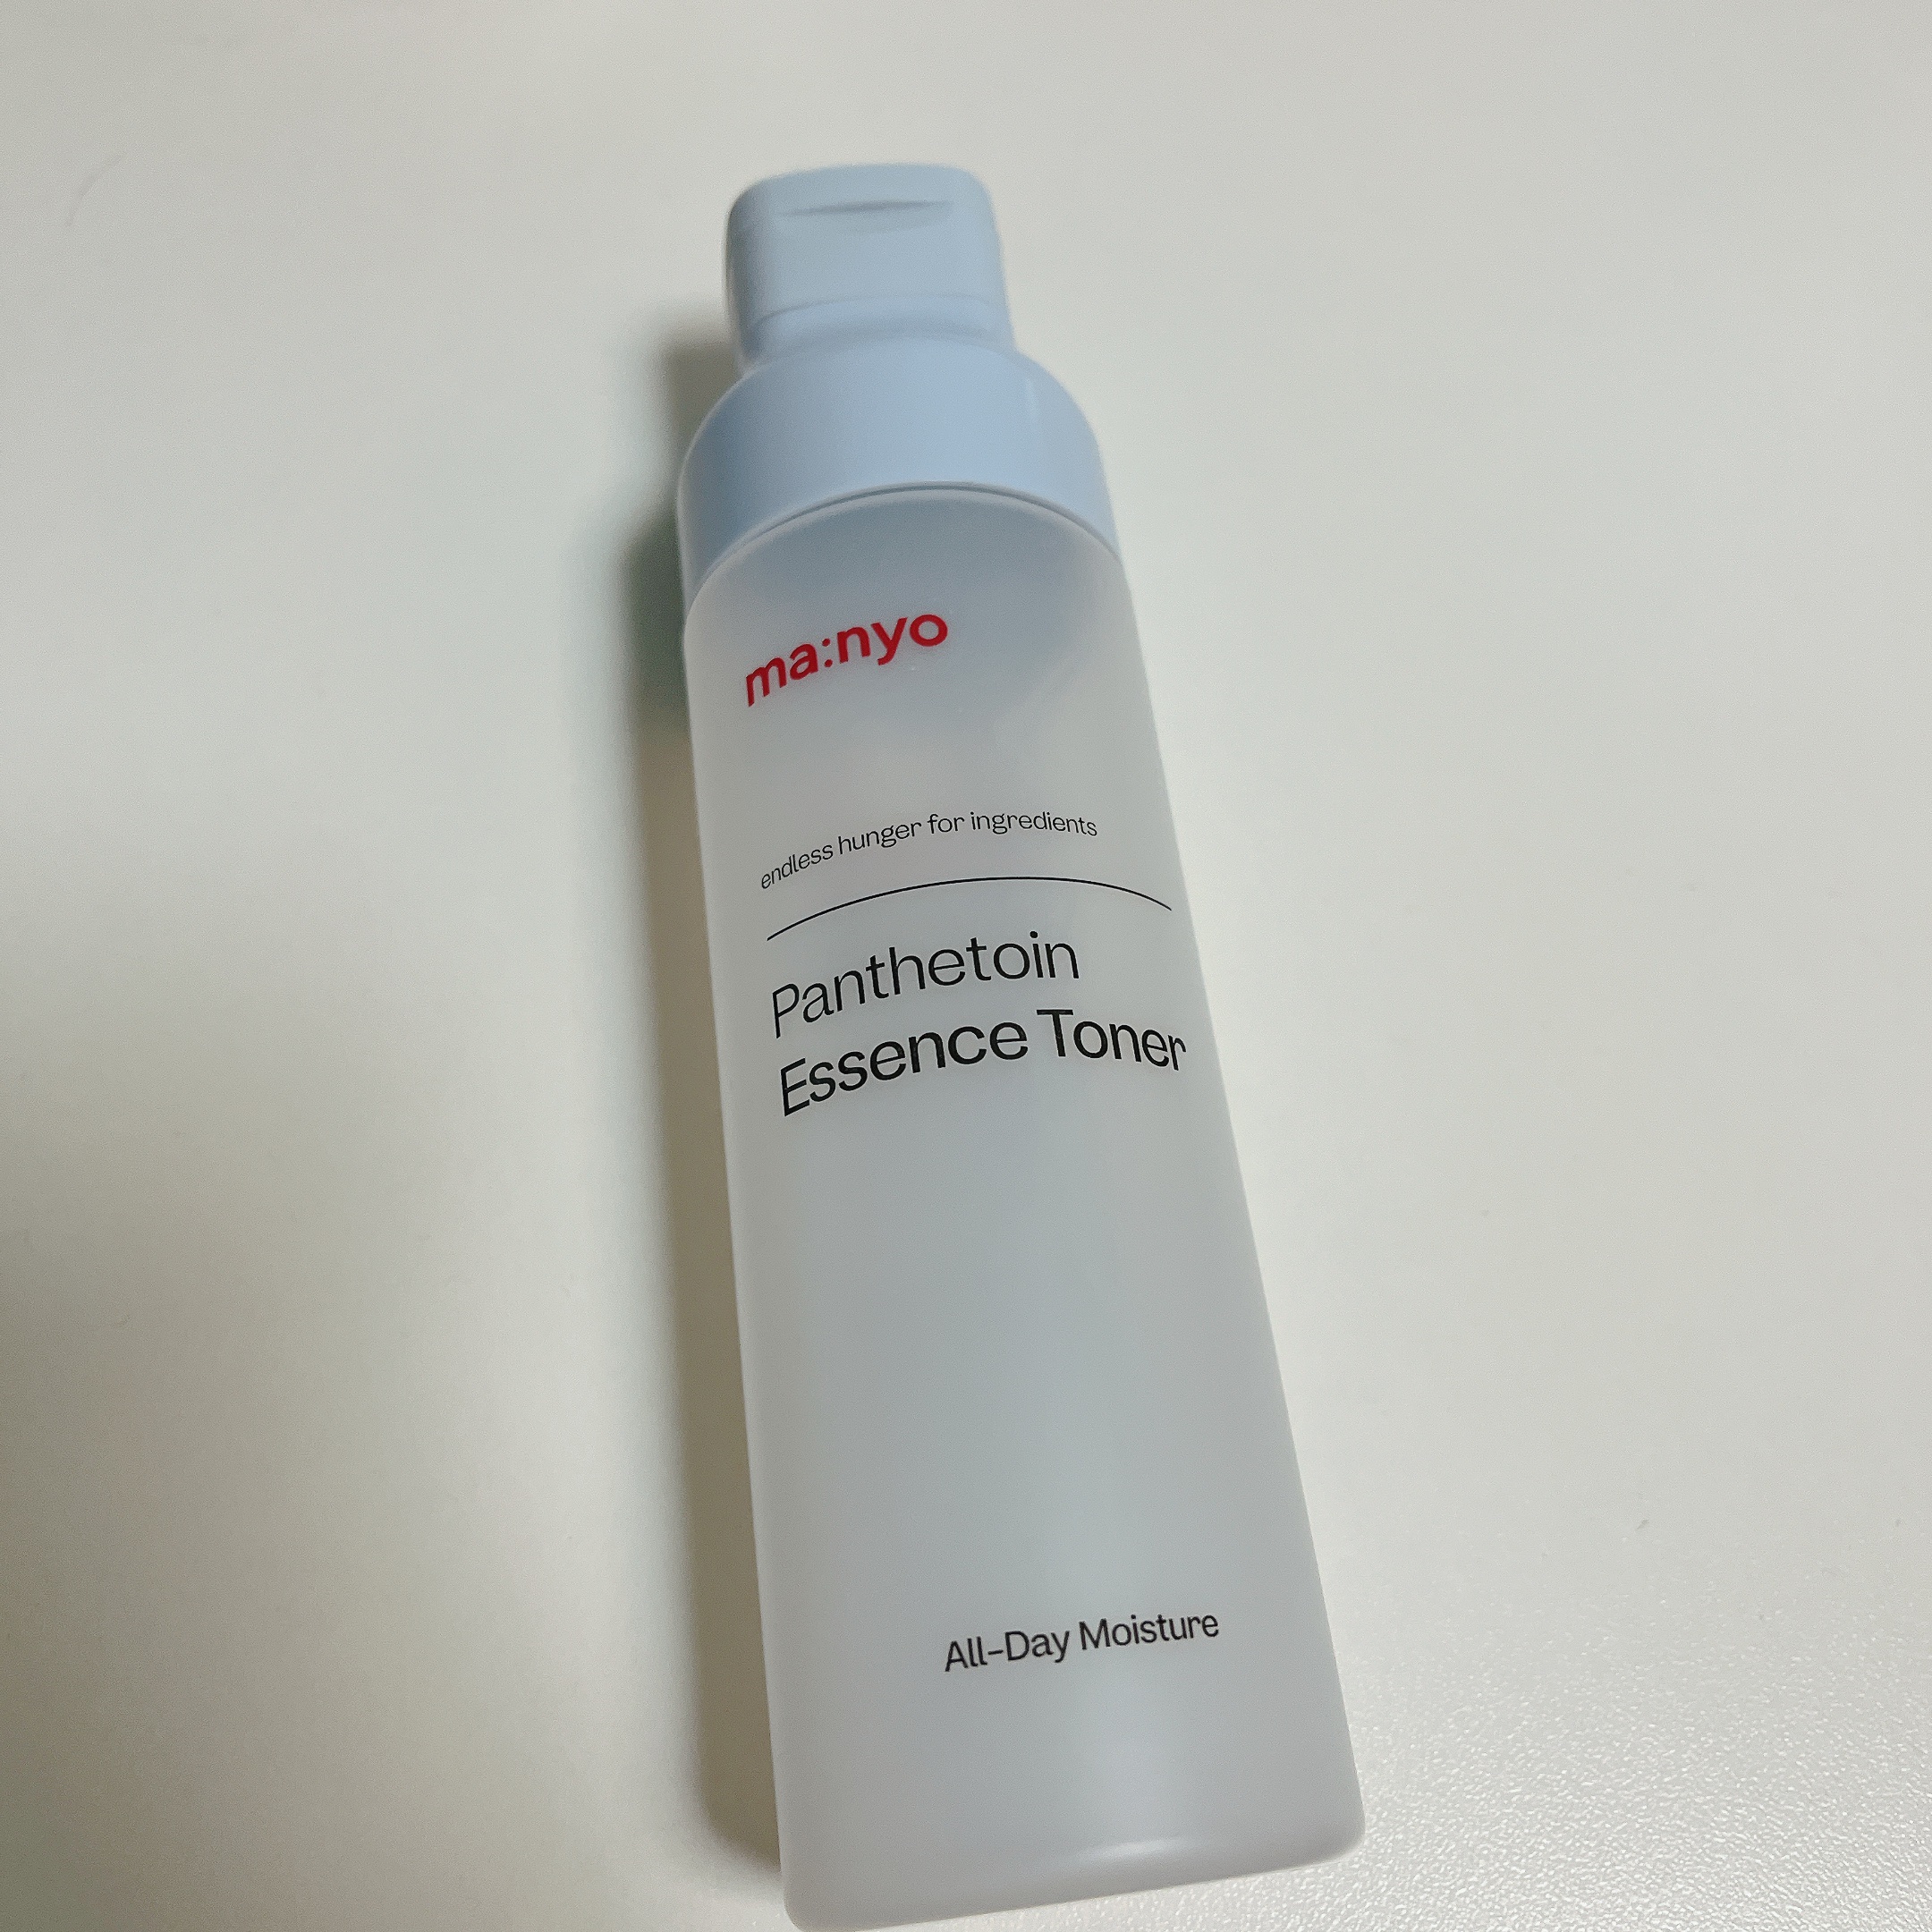 ma:nyo
endless hunger for ingredients
Panthetoin
Essence Toner
All-Day Moisture